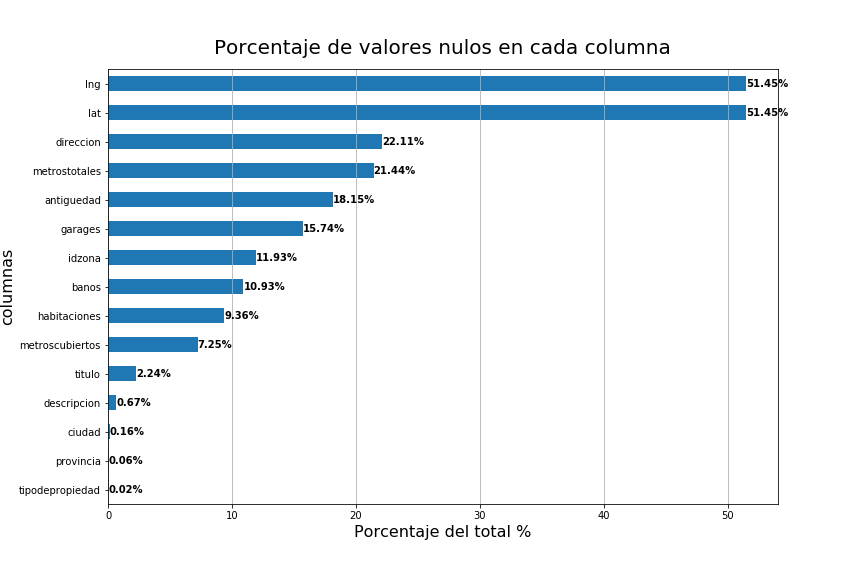 Porcentaje de valores nulos en cada columna
lng 51.45%
lat 51.45%
direccion 22.11%
metrostotales 21.44%
antiguedad 18.15%
garages 15.74%
idzona 11.93%
banos 10.93%
habitaciones 9.36%
metroscubiertos 7.25%
titulo 2.24%
descripcion 0.67%
ciudad 0.16%
provincia 0.06%
tipodepropiedad 0.02%
columnas
0 10 20 30 40 50
Porcentaje del total %